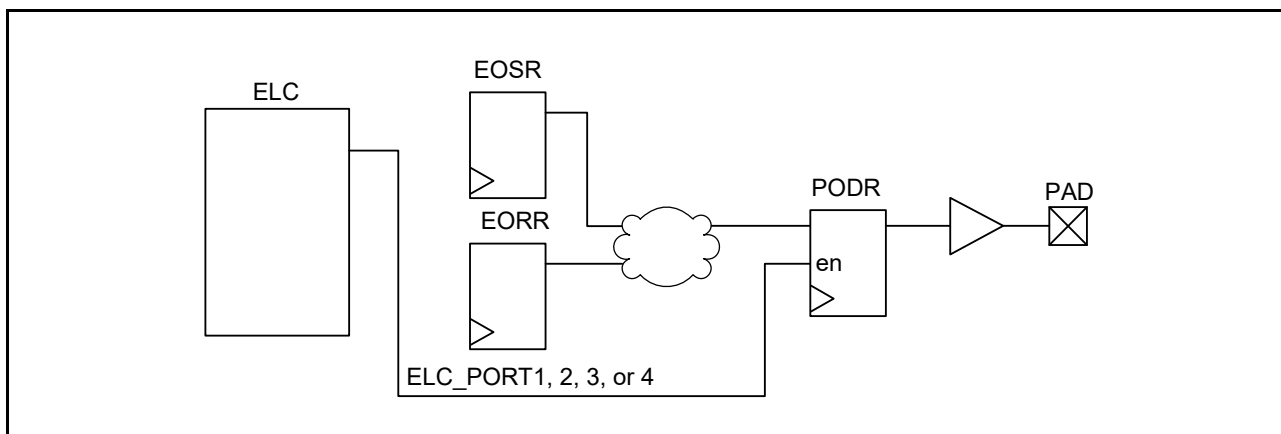 ELC
EOSR
EORR
PODR
en
PAD
ELC_PORT1, 2, 3, or 4